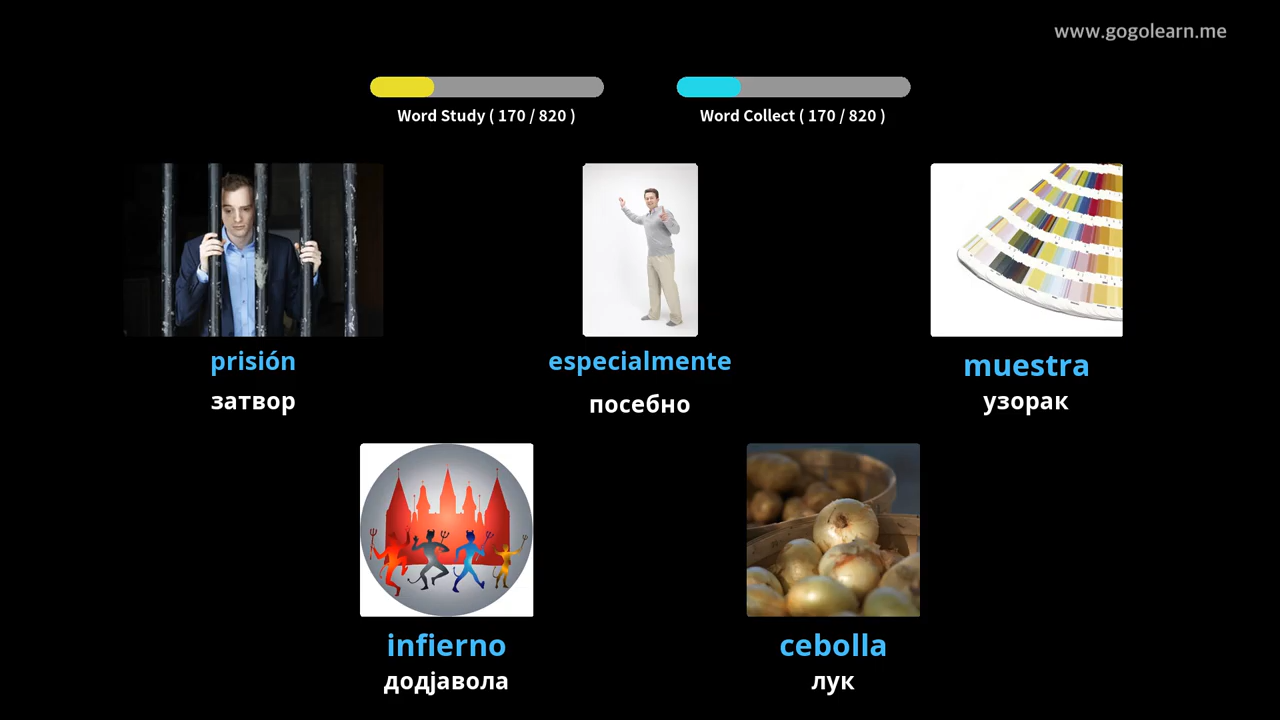 www.gogolearn.me
Word Study ( 170 / 820 )
Word Collect ( 170 / 820 )
prisión
затвор
especialmente
посебно
muestra
узорак
infierno
дођавола
cebolla
лук